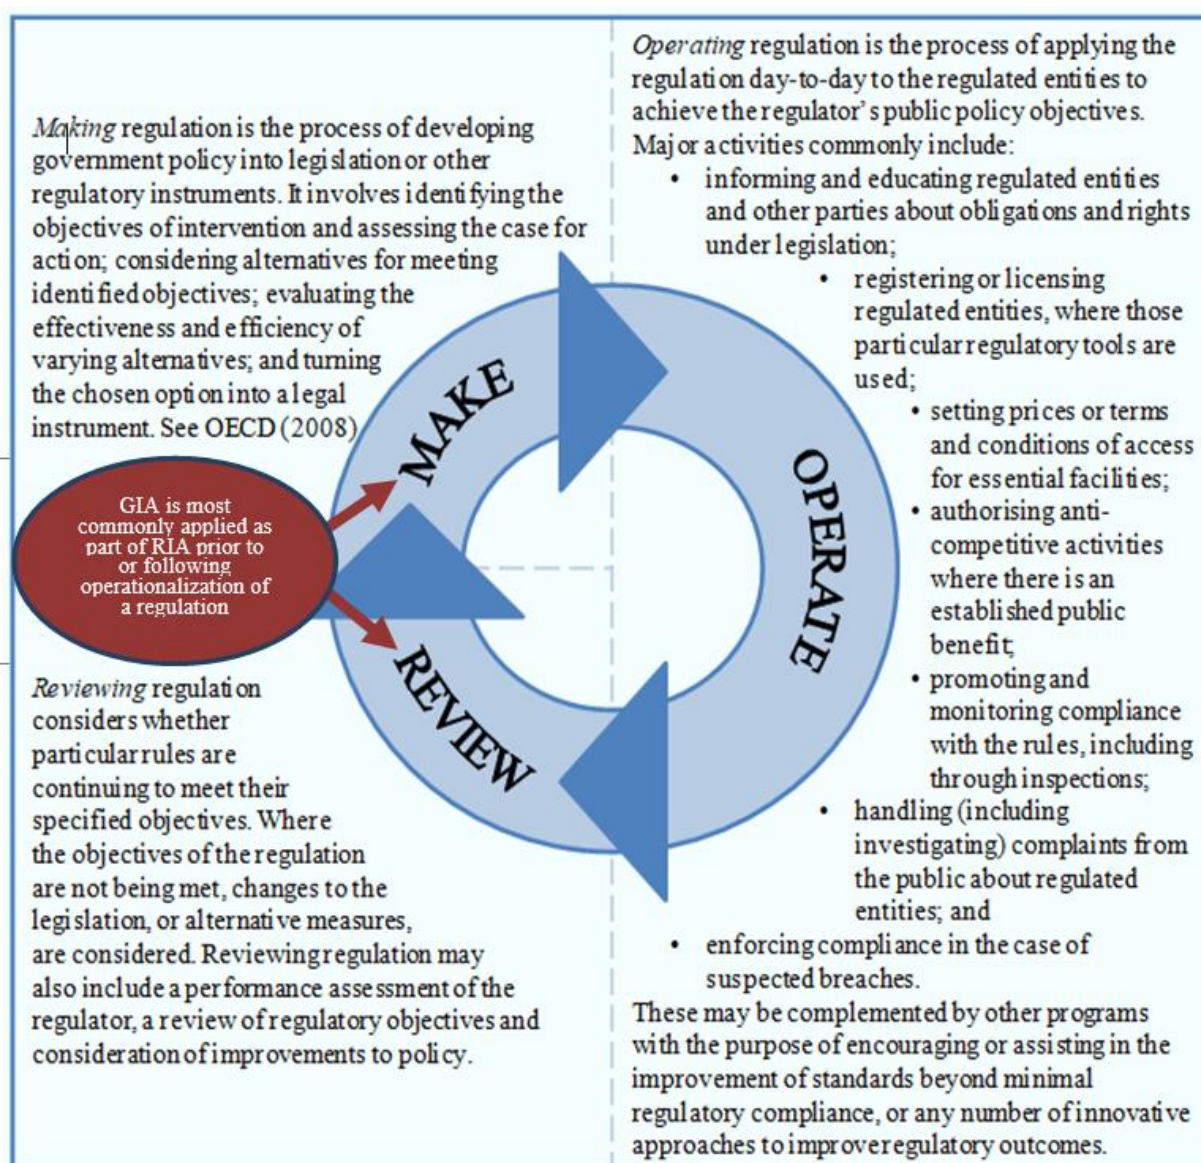 Making regulation is the process of developing
government policy into legislation or other
regulatory instruments. It involves identifying the
objectives of intervention and assessing the case for
action; considering alternatives for meeting
identified objectives; evaluating the
effectiveness and efficiency of
varying alternatives; and turning
the chosen option into a legal
instrument. See OECD (2008)
GIA is most
commonly applied as
part of RIA prior to
or following
operationalization of
a regulation
Reviewing regulation
considers whether
particular rules are
continuing to meet their
specified objectives. Where
the objectives of the regulation
are not being met, changes to the
legislation, or alternative measures,
are considered. Reviewing regulation may
also include a performance assessment of the
regulator, a review of regulatory objectives and
consideration of improvements to policy.
MAKE
OPERATE
REVIEW
Operating regulation is the process of applying the
regulation day-to-day to the regulated entities to
achieve the regulator's public policy objectives.
Major activities commonly include:
• informing and educating regulated entities
and other parties about obligations and rights
under legislation;
• registering or licensing
regulated entities, where those
particular regulatory tools are
used;
• setting prices or terms
and conditions of access
for essential facilities;
• authorising anti-
competitive activities
where there is an
established public
benefit;
• promoting and
monitoring compliance
with the rules, including
through inspections;
• handling (including
investigating) complaints from
the public about regulated
entities; and
• enforcing compliance in the case of
suspected breaches.
These may be complemented by other programs
with the purpose of encouraging or assisting in the
improvement of standards beyond minimal
regulatory compliance, or any number of innovative
approaches to improve regulatory outcomes.